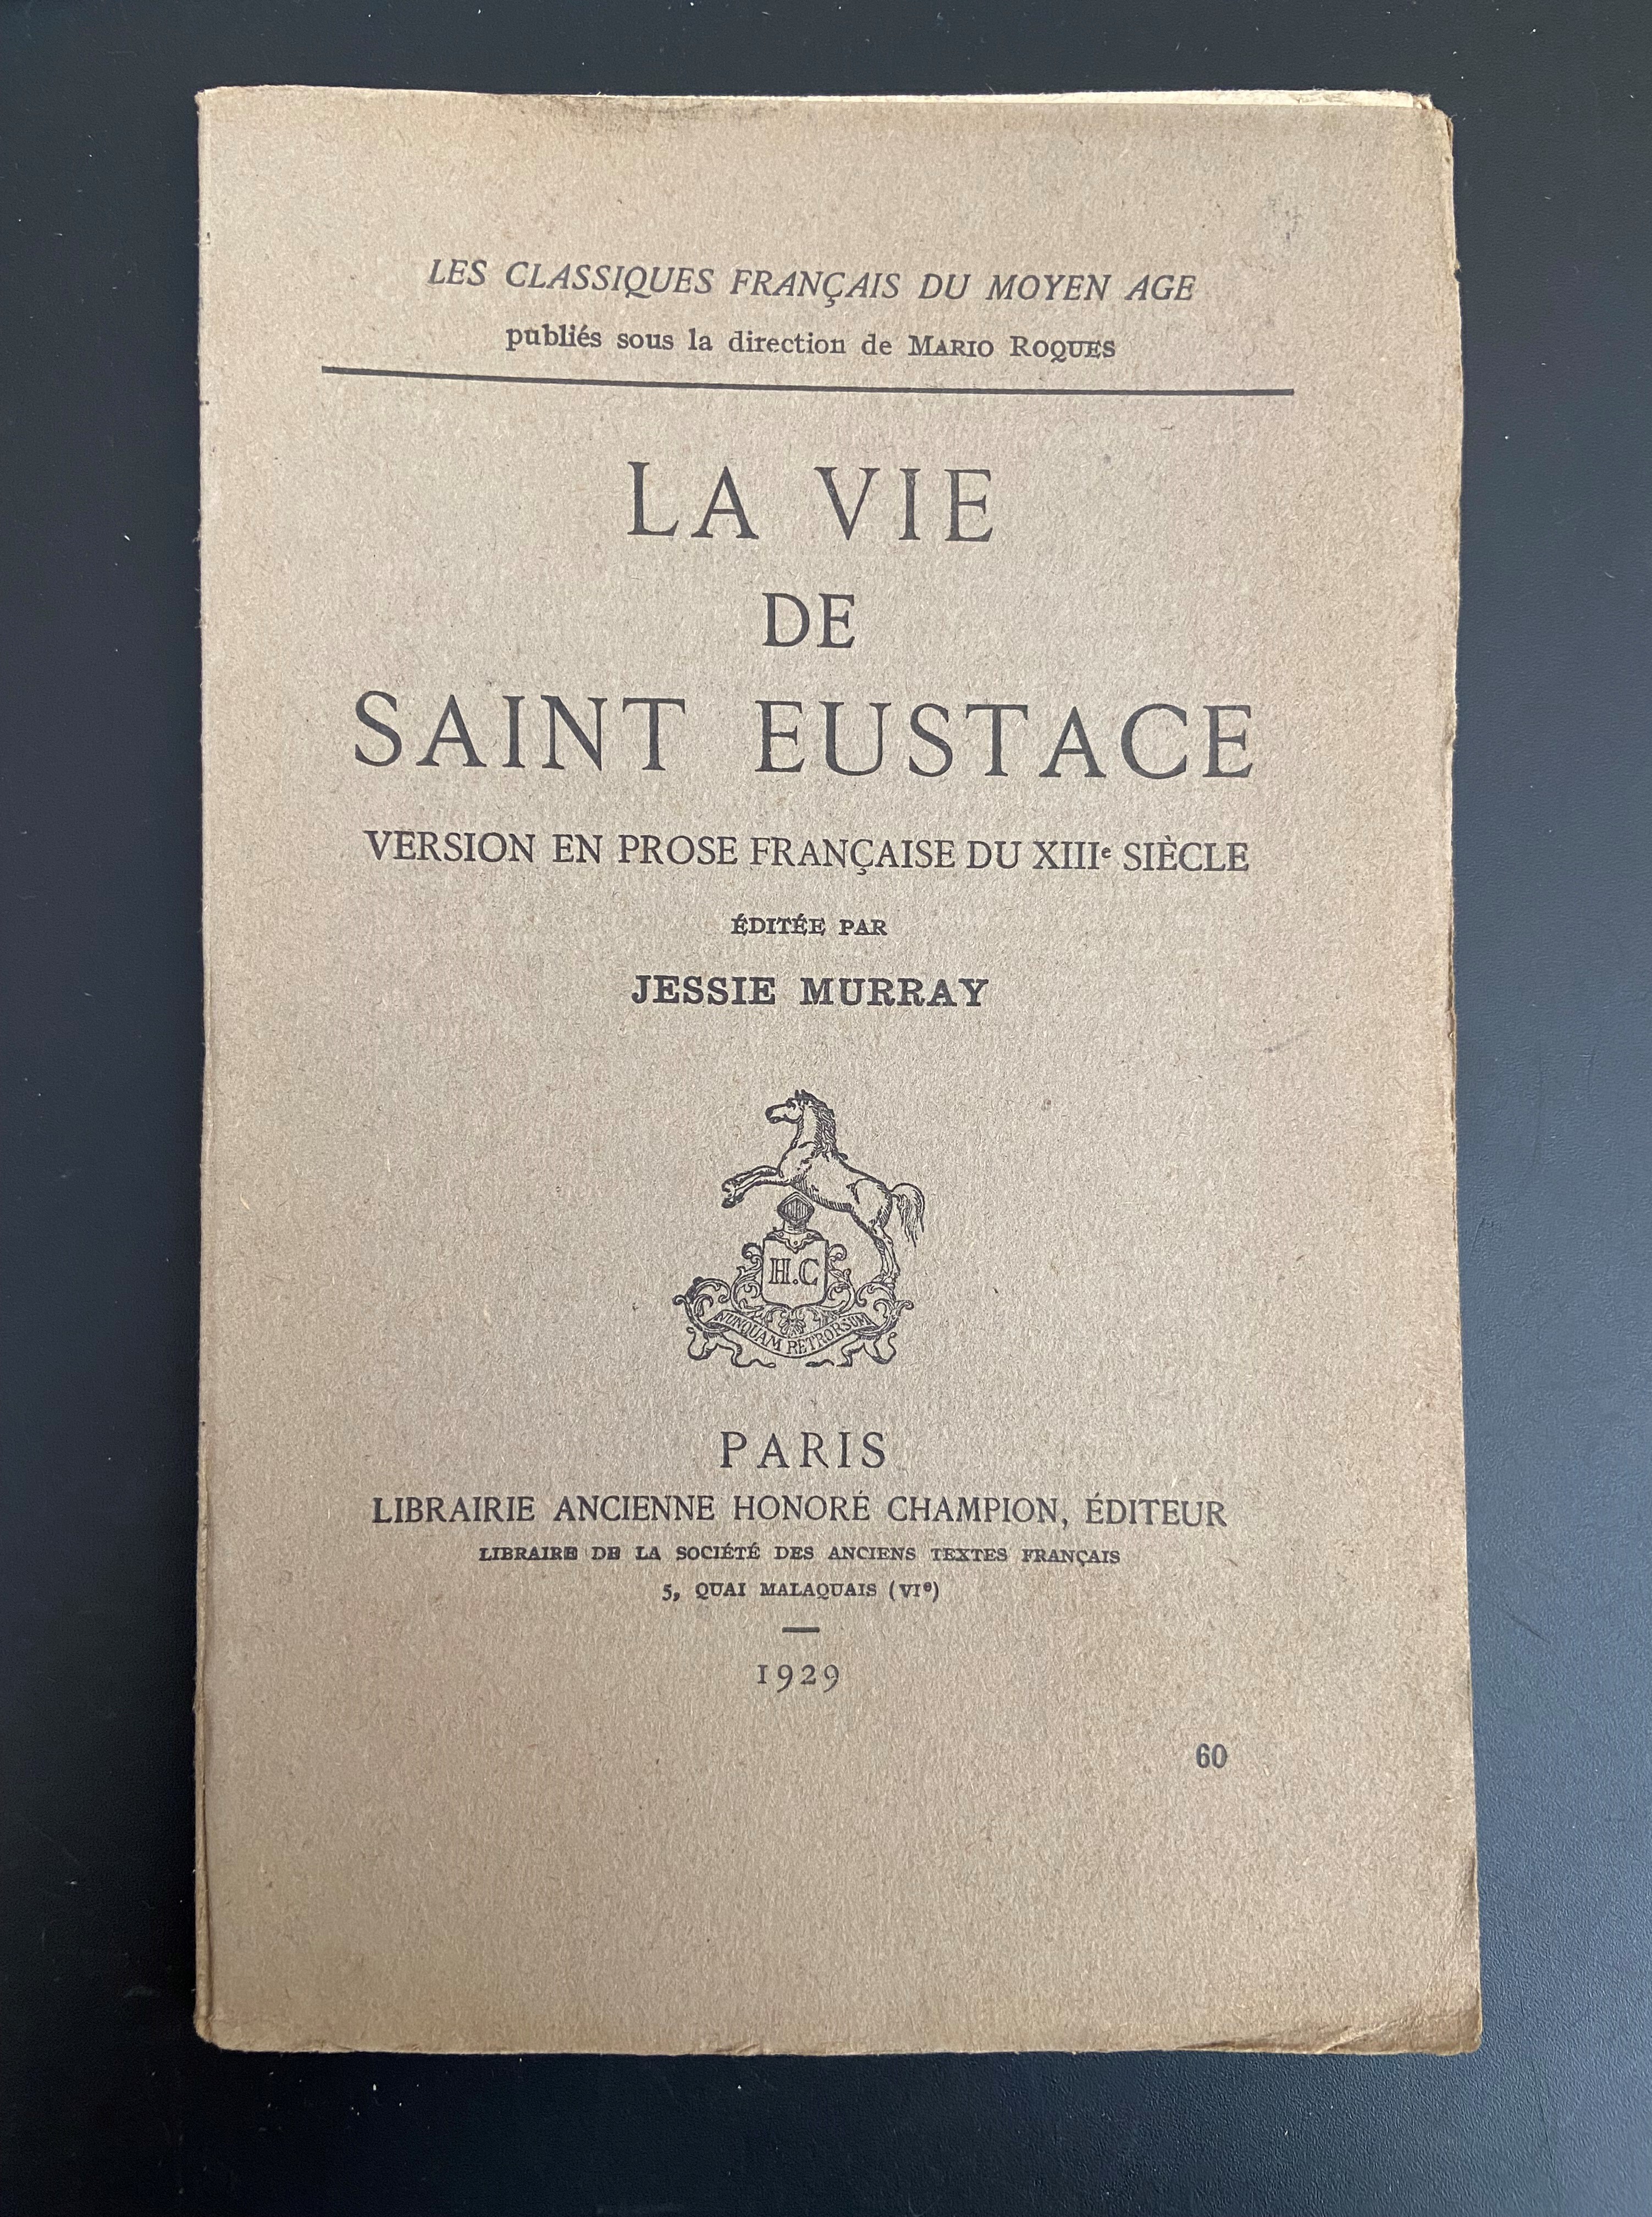 LES CLASSIQUES FRANÇAIS DU MOYEN AGE
publiés sous la direction de MARIO ROQUES
LA VIE
DE
SAINT EUSTACE
VERSION EN PROSE FRANÇAISE DU XIIIe SIÈCLE
ÉDITÉE PAR
JESSIE MURRAY
H.C
NUNQUAM RETRORSUM
PARIS
LIBRAIRIE ANCIENNE HONORÉ CHAMPION, ÉDITEUR
LIBRAIRE DE LA SOCIÉTÉ DES ANCIENS TEXTES FRANÇAIS
5, QUAI MALAQUAIS (VIe)
1929
60